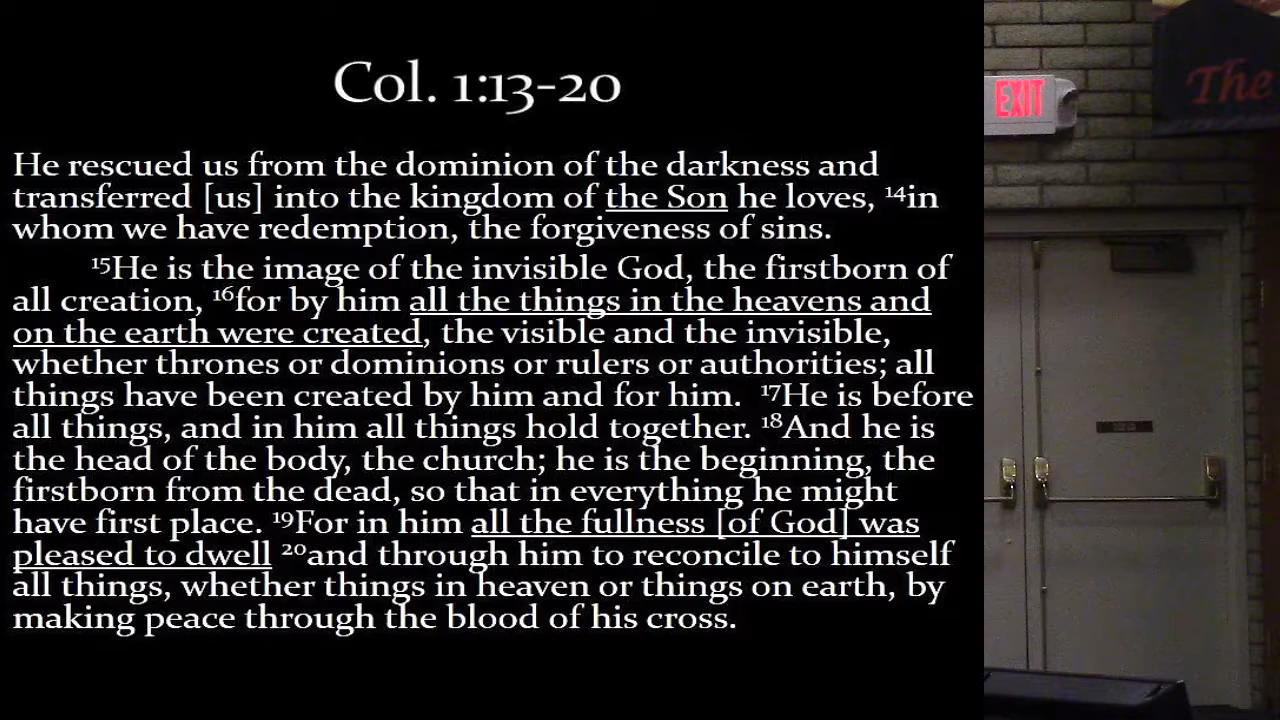 Col. 1:13-20
He rescued us from the dominion of the darkness and
transferred [us] into the kingdom of the Son he loves, ¹⁴in
whom we have redemption, the forgiveness of sins.
¹⁵He is the image of the invisible God, the firstborn of
all creation, ¹⁶for by him all the things in the heavens and
on the earth were created, the visible and the invisible,
whether thrones or dominions or rulers or authorities; all
things have been created by him and for him. ¹⁷He is before
all things, and in him all things hold together. ¹⁸And he is
the head of the body, the church; he is the beginning, the
firstborn from the dead, so that in everything he might
have first place. ¹⁹For in him all the fullness [of God] was
pleased to dwell ²⁰and through him to reconcile to himself
all things, whether things in heaven or things on earth, by
making peace through the blood of his cross.
EXIT
The